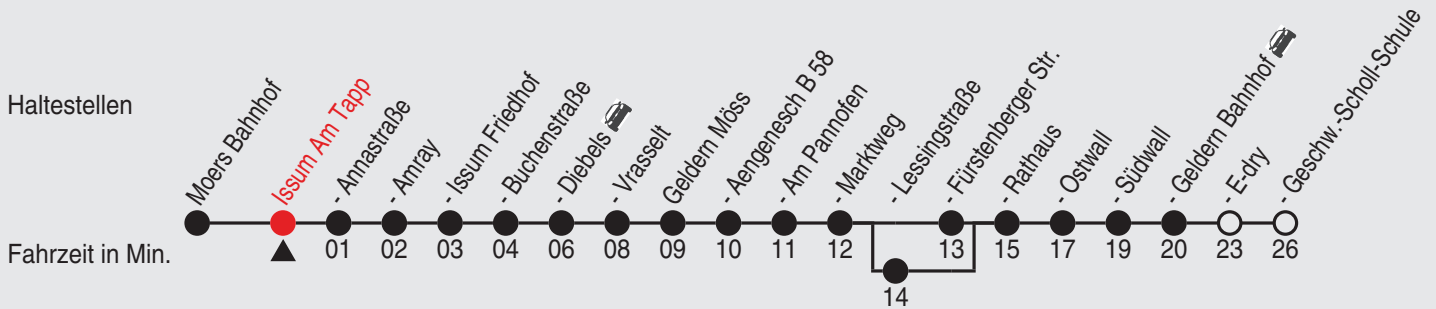 Haltestellen
Moers Bahnhof
Issum Am Tapp
- Annastraße
- Amray
- Issum Friedhof
- Buchenstraße
- Diebels
- Vrasselt
Geldern Möss
- Aengenesch B 58
- Am Pannofen
- Marktweg
- Lessingstraße
- Fürstenberger Str.
- Rathaus
- Ostwall
- Südwall
- Geldern Bahnhof
- E-dry
- Geschw.-Scholl-Schule
Fahrzeit in Min.
01 02 03 04 06 08 09 10 11 12 13 15 17 19 20 23 26
14